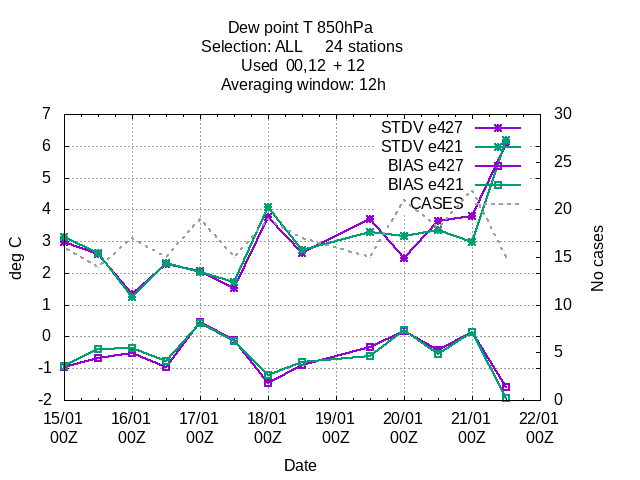 Dew point T 850hPa
Selection: ALL 24 stations
Used 00,12 + 12
Averaging window: 12h
7 30
STDV e427
STDV e421
BIAS e427
BIAS e421
CASES
6
5 25
4 20
3 15
2
1 10
0
-1 5
-2 0
deg C
No cases
15/01 16/01 17/01 18/01 19/01 20/01 21/01 22/01
00Z 00Z 00Z 00Z 00Z 00Z 00Z 00Z
Date